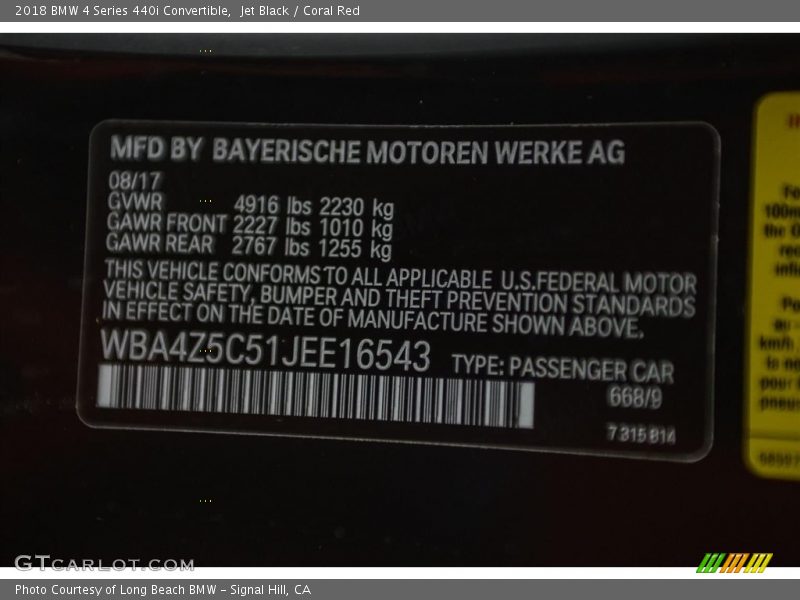 2018 BMW 4 Series 440i Convertible,  Jet Black / Coral Red
MFD BY BAYERISCHE MOTOREN WERKE AG
08/17
GVWR 4916 lbs 2230 kg
GAWR FRONT 2227 lbs 1010 kg
GAWR REAR 2767 lbs 1255 kg
THIS VEHICLE CONFORMS TO ALL APPLICABLE U.S.FEDERAL MOTOR
VEHICLE SAFETY, BUMPER AND THEFT PREVENTION STANDARDS
IN EFFECT ON THE DATE OF MANUFACTURE SHOWN ABOVE.
WBA4Z5C51JEE16543 TYPE: PASSENGER CAR
668/9
7 315 814
100m
the
km/h
GTCARLOT.COM
Photo Courtesy of Long Beach BMW - Signal Hill, CA